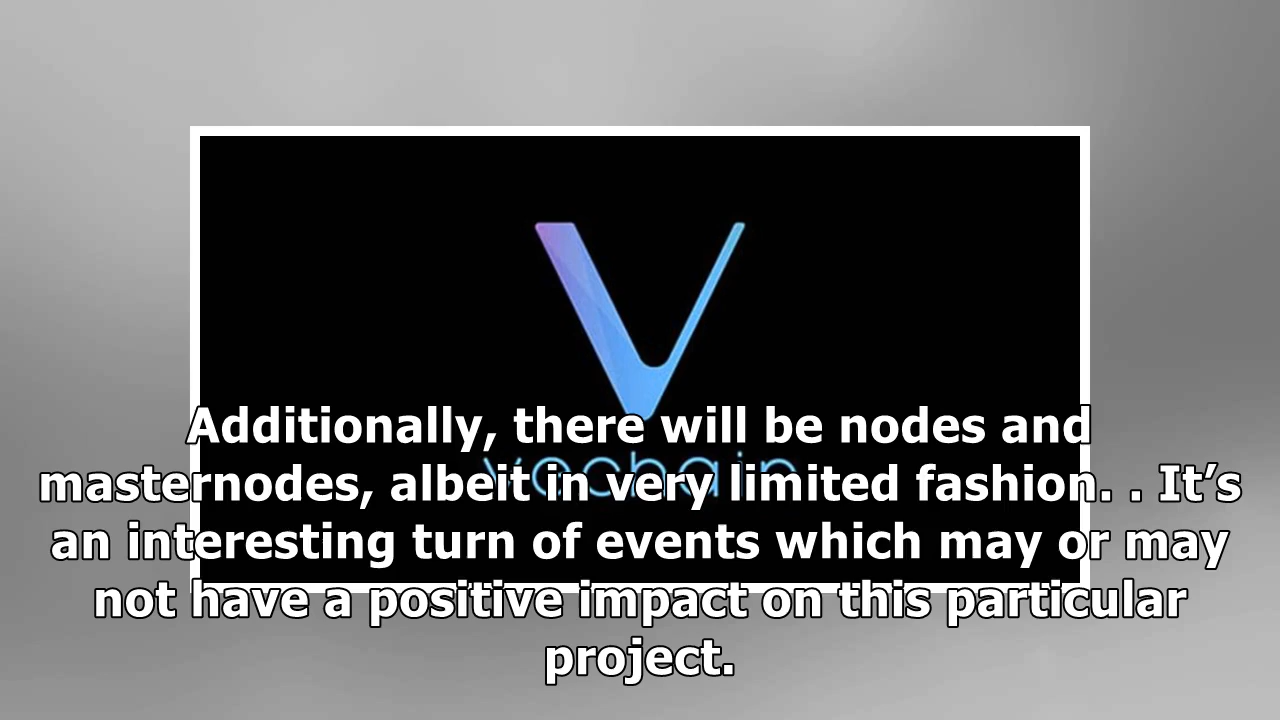 Additionally, there will be nodes and
vechain
masternodes, albeit in very limited fashion. . It’s
an interesting turn of events which may or may
not have a positive impact on this particular
project.